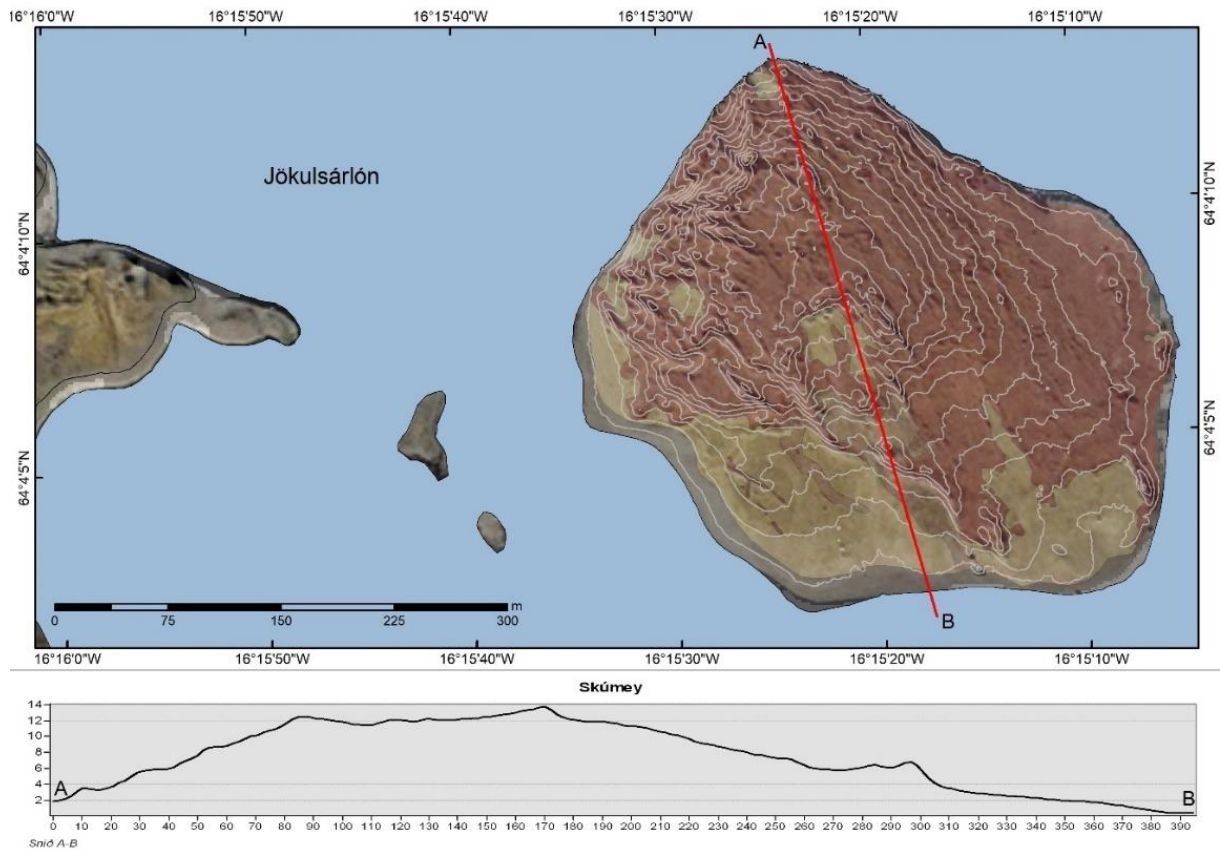 16°16'0"W 16°15'50"W 16°15'40"W 16°15'30"W 16°15'20"W 16°15'10"W
A
Jökulsárlón
64°4'10"N
64°4'10"N
64°4'5"N
64°4'5"N
B
0 75 150 225 300 m
16°16'0"W 16°15'50"W 16°15'40"W 16°15'30"W 16°15'20"W 16°15'10"W
Skúmey
14
12
10
8
6
4
2
A B
0 10 20 30 40 50 60 70 80 90 100 110 120 130 140 150 160 170 180 190 200 210 220 230 240 250 260 270 280 290 300 310 320 330 340 350 360 370 380 390
Snið A-B